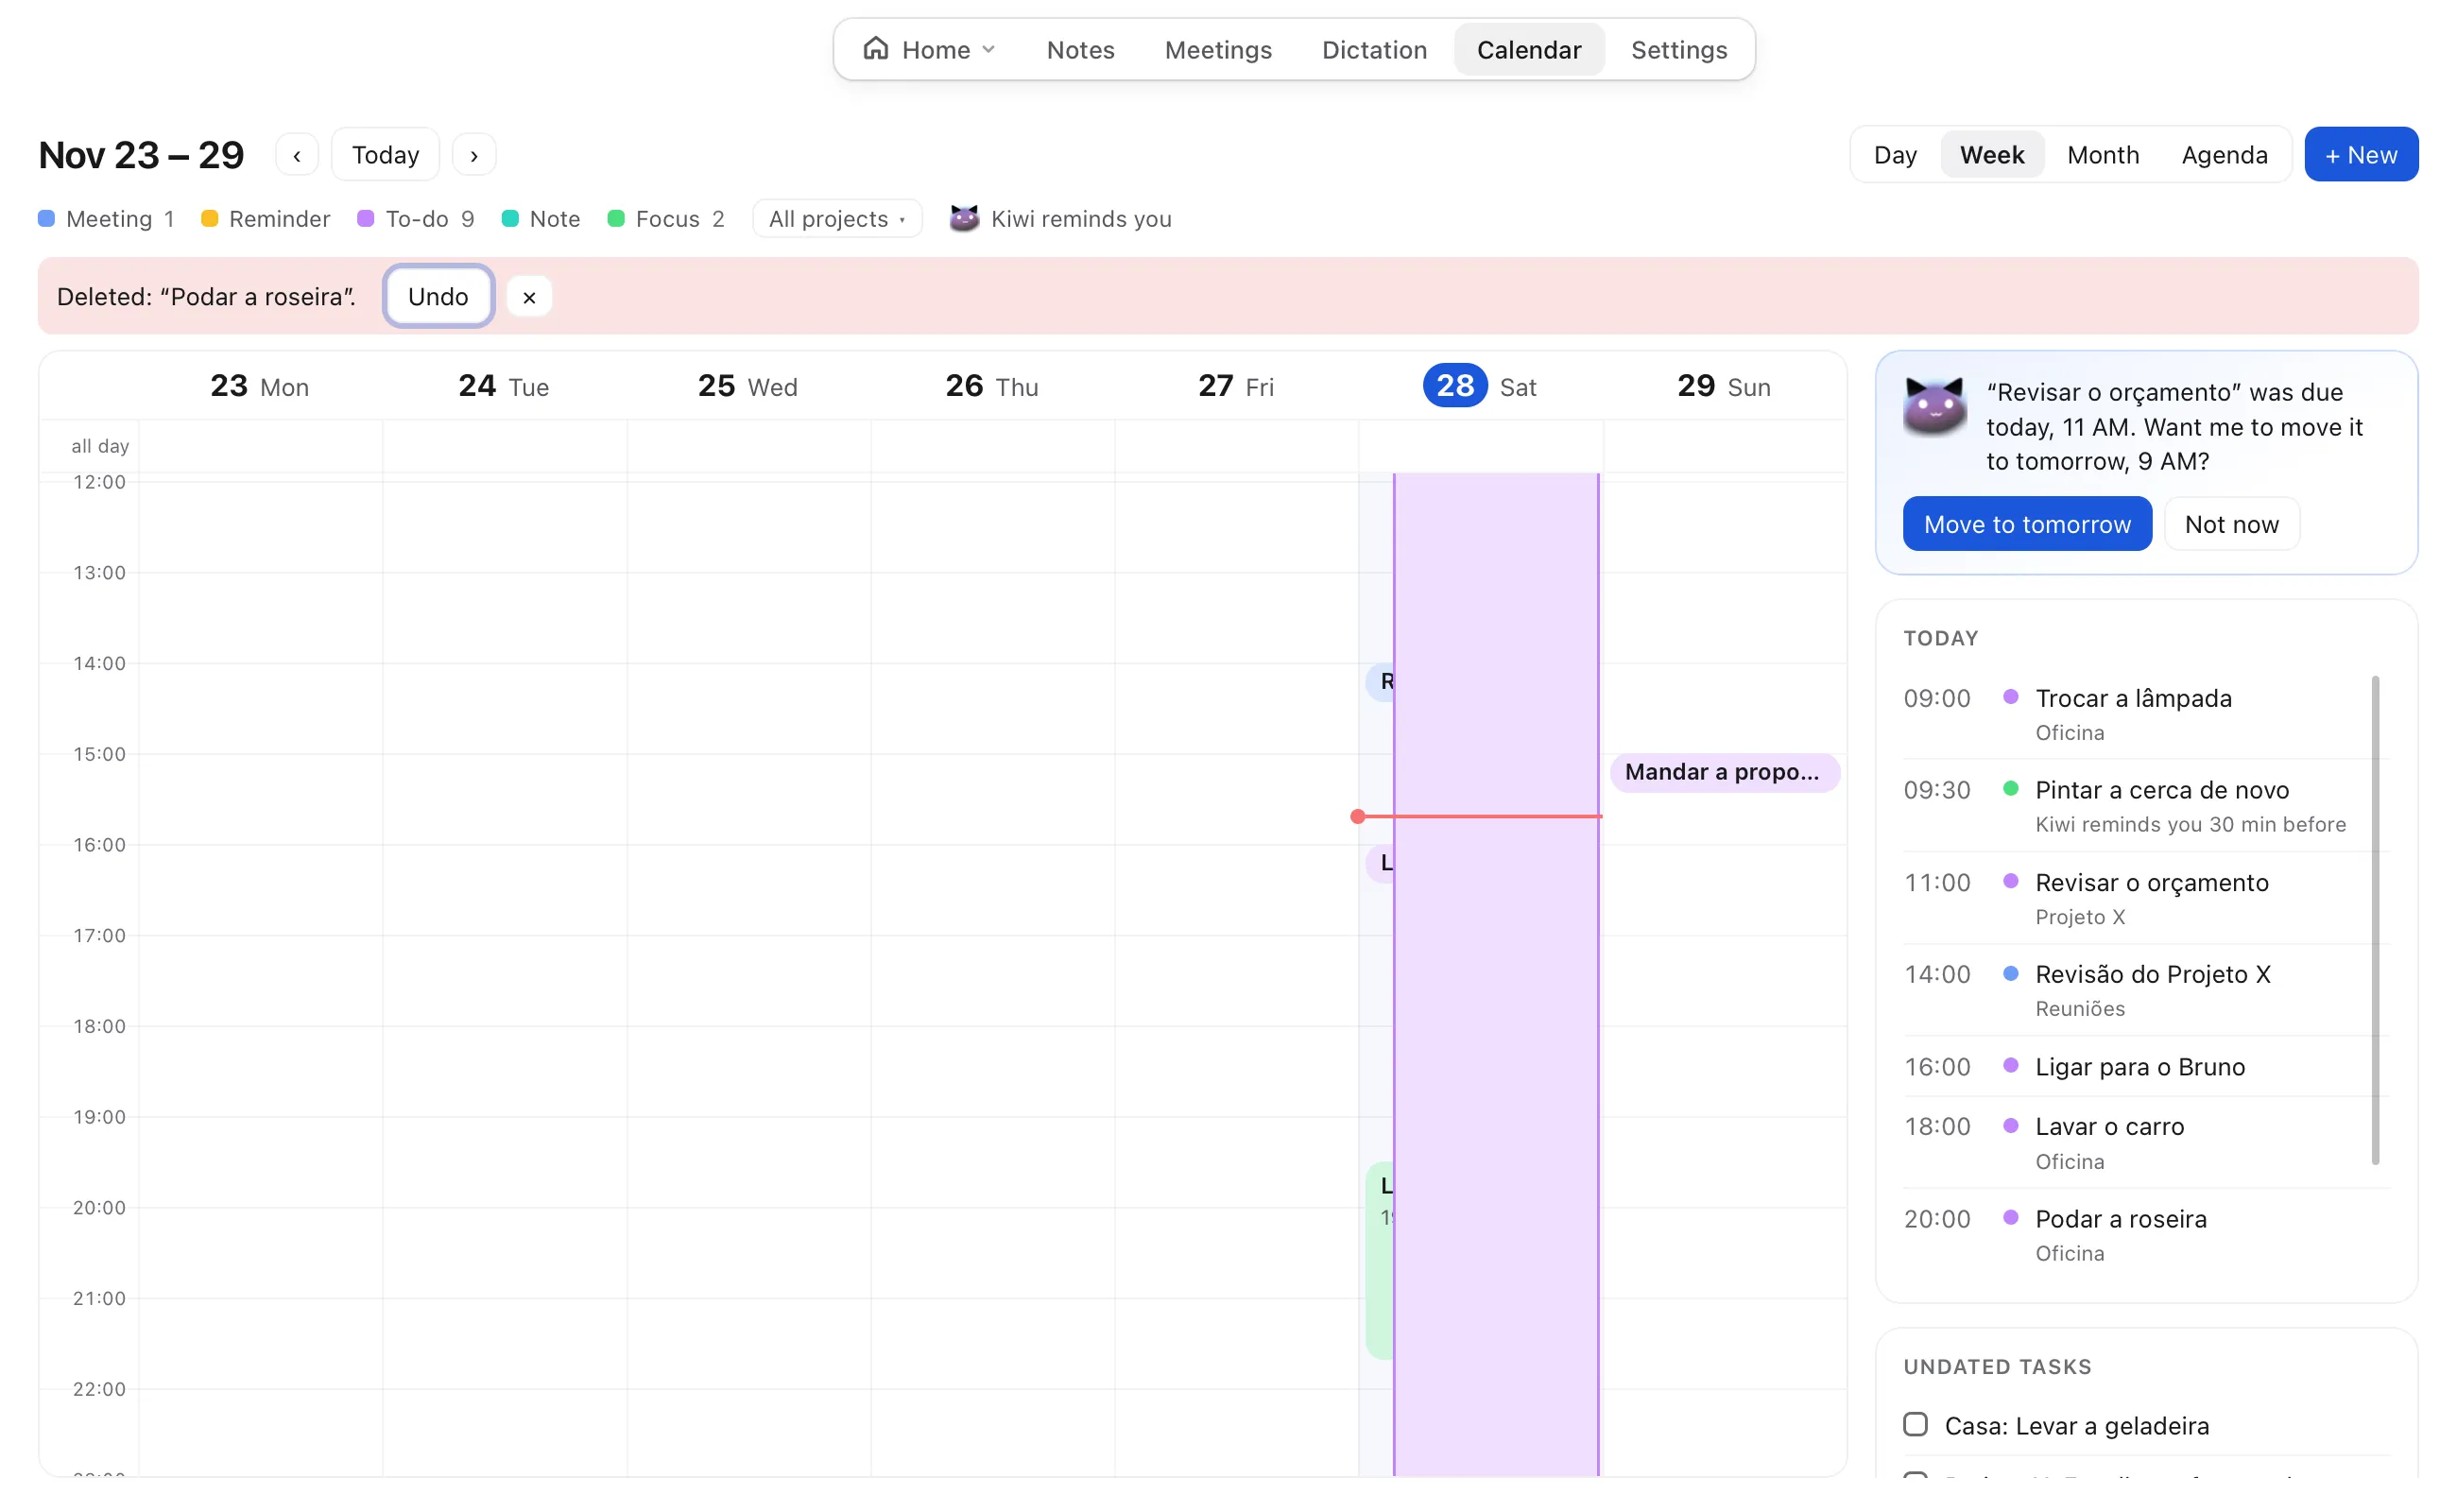 Home Notes Meetings Dictation Calendar Settings
Nov 23 – 29 ‹ Today › Day Week Month Agenda + New
Meeting 1 Reminder To-do 9 Note Focus 2 All projects Kiwi reminds you
Deleted: “Podar a roseira”. Undo ×
23 Mon 24 Tue 25 Wed 26 Thu 27 Fri 28 Sat 29 Sun
all day
12:00
13:00
14:00
R
15:00
Mandar a propo...
16:00
L
17:00
18:00
19:00
L
20:00
21:00
22:00
“Revisar o orçamento” was due
today, 11 AM. Want me to move it
to tomorrow, 9 AM?
Move to tomorrow Not now
TODAY
09:00 Trocar a lâmpada
Oficina
09:30 Pintar a cerca de novo
Kiwi reminds you 30 min before
11:00 Revisar o orçamento
Projeto X
14:00 Revisão do Projeto X
Reuniões
16:00 Ligar para o Bruno
18:00 Lavar o carro
Oficina
20:00 Podar a roseira
Oficina
UNDATED TASKS
Casa: Levar a geladeira